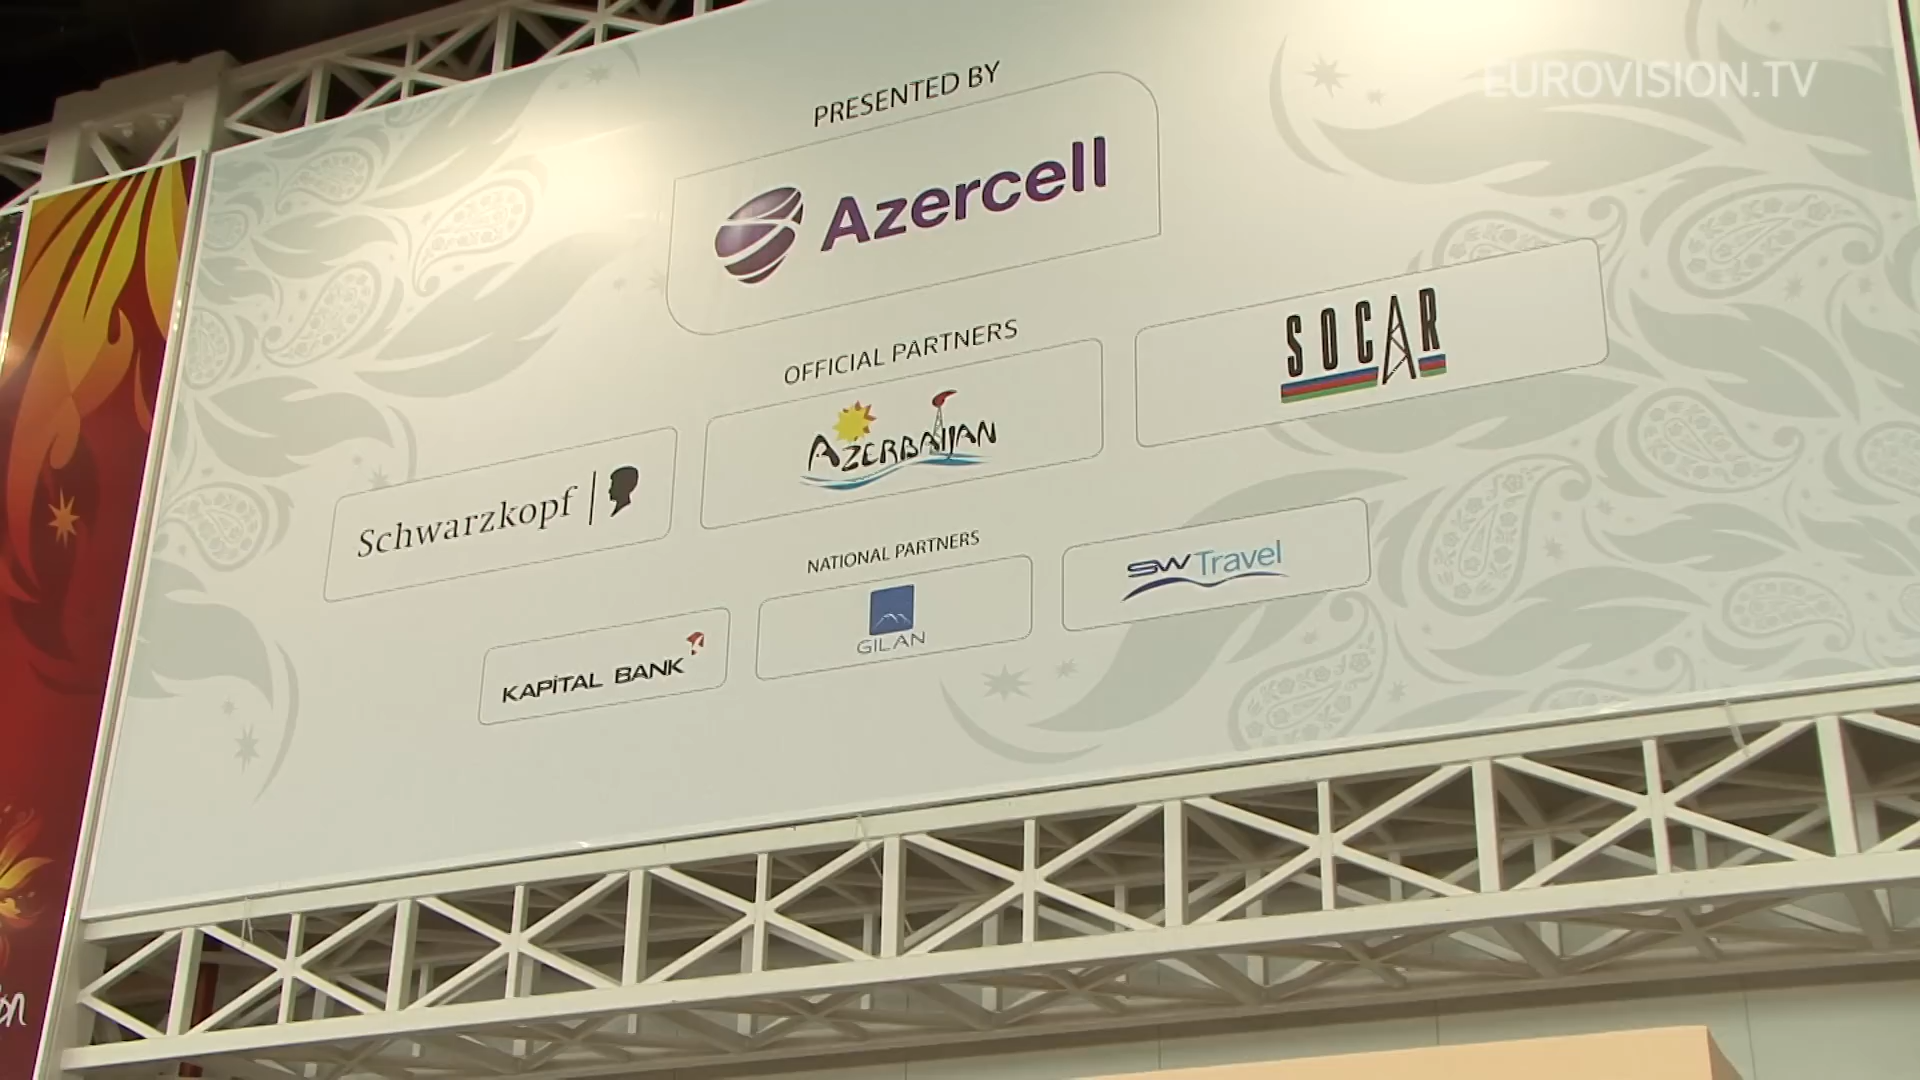 EUROVISION.TV
PRESENTED BY
Azercell
OFFICIAL PARTNERS
Schwarzkopf
AZERBAIJAN
SOCAR
NATIONAL PARTNERS
KAPITAL BANK
GILAN
SW Travel